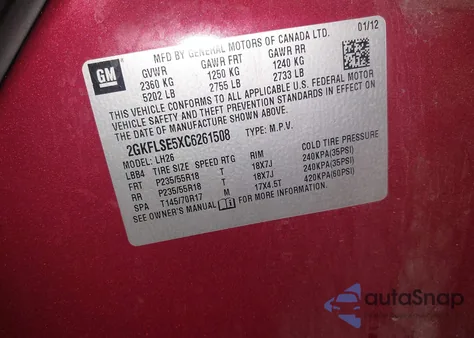 GM
MFD BY GENERAL MOTORS OF CANADA LTD. 01/12
GVWR GAWR FRT GAWR RR
2360 KG 1250 KG 1240 KG
5202 LB 2755 LB 2733 LB
THIS VEHICLE CONFORMS TO ALL APPLICABLE U.S. FEDERAL MOTOR
VEHICLE SAFETY AND THEFT PREVENTION STANDARDS IN EFFECT ON
THE DATE OF MANUFACTURE SHOWN ABOVE.
2GKFLSE5XC6261508 TYPE: M.P.V.
MODEL: LH26
LBB4 TIRE SIZE SPEED RTG RIM COLD TIRE PRESSURE
FRT P235/55R18 T 18X7J 240KPA(35PSI)
RR P235/55R18 T 18X7J 240KPA(35PSI)
SPA T145/70R17 M 17X4.5T 420KPA(60PSI)
SEE OWNER'S MANUAL FOR MORE INFORMATION
autoSnap